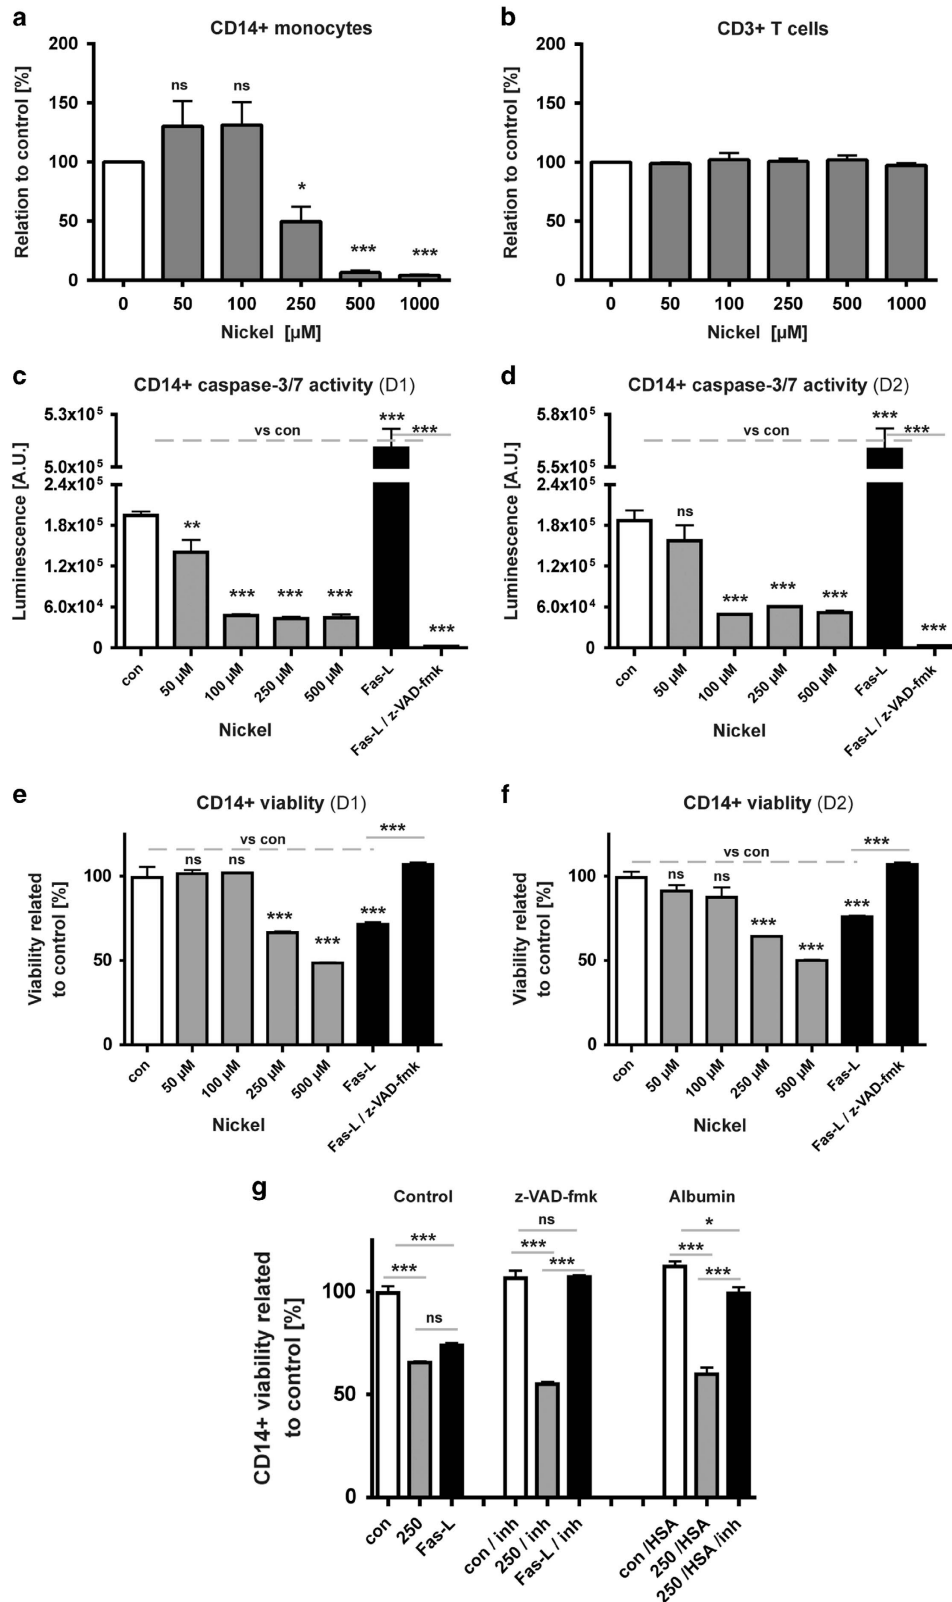 a
CD14+ monocytes
Relation to control [%]
200
150
100
50
0
ns
ns
*
***
***
0 50 100 250 500 1000
Nickel [µM]
b
CD3+ T cells
Relation to control [%]
200
150
100
50
0
0 50 100 250 500 1000
Nickel [µM]
c
CD14+ caspase-3/7 activity (D1)
Luminescence [A.U.]
5.3x10⁵
5.0x10⁵
2.4x10⁵
1.8x10⁵
1.2x10⁵
6.0x10⁴
0
vs con
**
***
***
***
***
***
***
con
50 µM
100 µM
250 µM
500 µM
Fas-L
Fas-L / z-VAD-fmk
Nickel
d
CD14+ caspase-3/7 activity (D2)
Luminescence [A.U.]
5.8x10⁵
5.5x10⁵
2.4x10⁵
1.8x10⁵
1.2x10⁵
6.0x10⁴
0
vs con
ns
***
***
***
***
***
***
con
50 µM
100 µM
250 µM
500 µM
Fas-L
Fas-L / z-VAD-fmk
Nickel
e
CD14+ viablity (D1)
Viability related
to control [%]
100
50
0
vs con
ns
ns
***
***
***
***
con
50 µM
100 µM
250 µM
500 µM
Fas-L
Fas-L / z-VAD-fmk
Nickel
f
CD14+ viablity (D2)
Viability related
to control [%]
100
50
0
vs con
ns
ns
***
***
***
***
con
50 µM
100 µM
250 µM
500 µM
Fas-L
Fas-L / z-VAD-fmk
Nickel
g
Control
z-VAD-fmk
Albumin
CD14+ viability related
to control [%]
100
50
0
***
***
ns
ns
***
***
*
***
***
con
250
Fas-L
con / inh
250 / inh
Fas-L / inh
con /HSA
250 /HSA
250 /HSA /inh